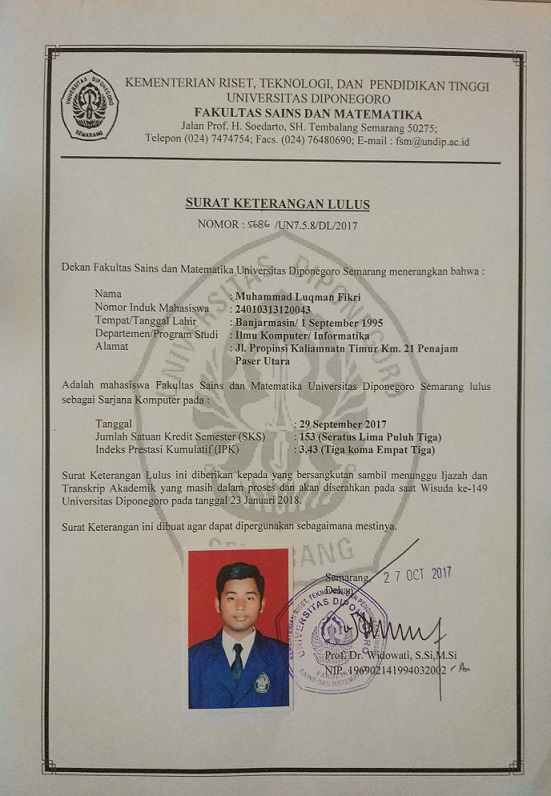 KEMENTERIAN RISET, TEKNOLOGI, DAN PENDIDIKAN TINGGI
UNIVERSITAS DIPONEGORO
FAKULTAS SAINS DAN MATEMATIKA
Jalan Prof. H. Soedarto, SH. Tembalang Semarang 50275;
Telepon (024) 7474754; Facs. (024) 76480690; E-mail : fsm@undip.ac.id
UNIVERSITAS DIPONEGORO
SEMARANG
SURAT KETERANGAN LULUS
NOMOR : 5686 /UN7.5.8/DL/2017
Dekan Fakultas Sains dan Matematika Universitas Diponegoro Semarang menerangkan bahwa :
Nama : Muhammad Luqman Fikri
Nomor Induk Mahasiswa : 24010313120043
Tempat/Tanggal Lahir : Banjarmasin/ 1 September 1995
Departemen/Program Studi : Ilmu Komputer/ Informatika
Alamat : Jl. Propinsi Kaliamnatn Timur Km. 21 Penajam
Paser Utara
Adalah mahasiswa Fakultas Sains dan Matematika Universitas Diponegoro Semarang lulus
sebagai Sarjana Komputer pada :
Tanggal : 29 September 2017
Jumlah Satuan Kredit Semester (SKS) : 153 (Seratus Lima Puluh Tiga)
Indeks Prestasi Kumulatif (IPK) : 3,43 (Tiga koma Empat Tiga)
Surat Keterangan Lulus ini diberikan kepada yang bersangkutan sambil menunggu Ijazah dan
Transkrip Akademik yang masih dalam proses dan akan diserahkan pada saat Wisuda ke-149
Universitas Diponegoro pada tanggal 23 Januari 2018.
Surat Keterangan ini dibuat agar dapat dipergunakan sebagaimana mestinya.
UNIVERSITAS DIPONEGORO
SEMARANG
Semarang, 27 OCT 2017
Dekan
UNIVERSITAS DIPONEGORO
FAKULTAS
SAINS DAN MATEMATIKA
Prof. Dr. Widowati, S.Si,M.Si
NIP. 196902141994032002